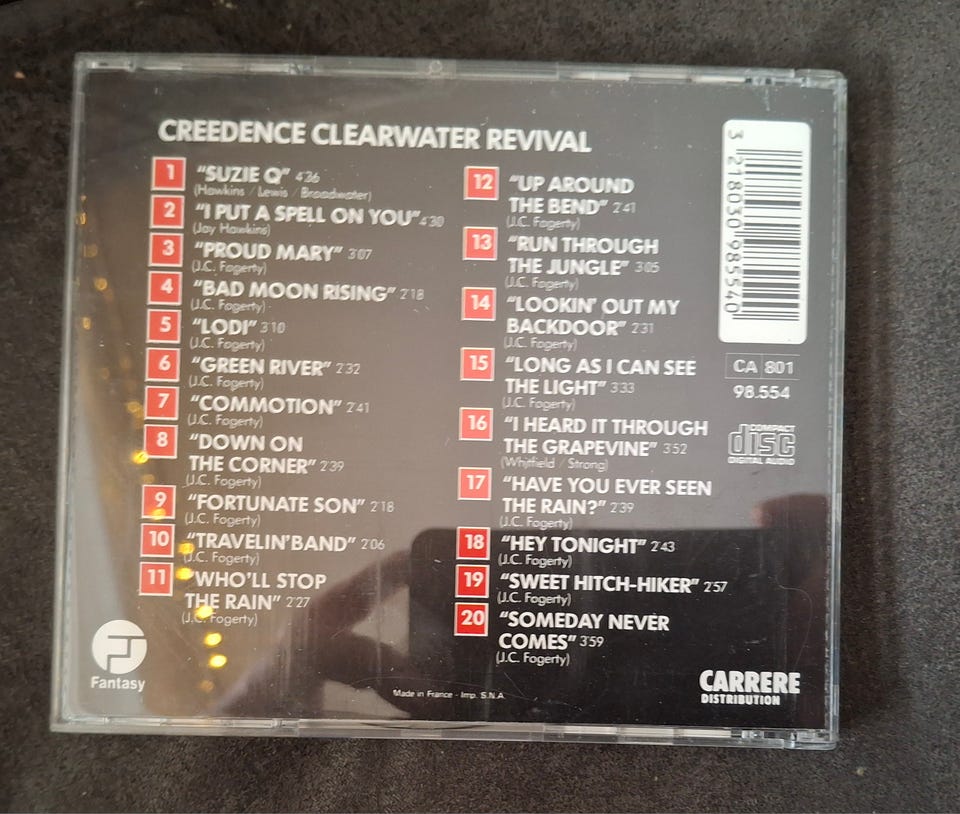 CREEDENCE CLEARWATER REVIVAL
1 "SUZIE Q" 4'36
(Hawkins / Lewis / Broadwater)
2 "I PUT A SPELL ON YOU" 4'30
(Jay Hawkins)
3 "PROUD MARY" 3'07
(J.C. Fogerty)
4 "BAD MOON RISING" 2'18
(J.C. Fogerty)
5 "LODI" 3'10
(J.C. Fogerty)
6 "GREEN RIVER" 2'32
(J.C. Fogerty)
7 "COMMOTION" 2'41
(J.C. Fogerty)
8 "DOWN ON
THE CORNER" 2'39
(J.C. Fogerty)
9 "FORTUNATE SON" 2'18
(J.C. Fogerty)
10 "TRAVELIN'BAND" 2'06
(J.C. Fogerty)
11 "WHO'LL STOP
THE RAIN" 2'27
(J.C. Fogerty)
12 "UP AROUND
THE BEND" 2'41
(J.C. Fogerty)
13 "RUN THROUGH
THE JUNGLE" 3'05
(J.C. Fogerty)
14 "LOOKIN' OUT MY
BACKDOOR" 2'31
(J.C. Fogerty)
15 "LONG AS I CAN SEE
THE LIGHT" 3'33
(J.C. Fogerty)
16 "I HEARD IT THROUGH
THE GRAPEVINE" 3'52
(Whitfield / Strong)
17 "HAVE YOU EVER SEEN
THE RAIN?" 2'39
(J.C. Fogerty)
18 "HEY TONIGHT" 2'43
(J.C. Fogerty)
19 "SWEET HITCH-HIKER" 2'57
(J.C. Fogerty)
20 "SOMEDAY NEVER
COMES" 3'59
(J.C. Fogerty)
3 218030 985540
CA 801
98.554
COMPACT
disc
DIGITAL AUDIO
Fantasy
Made in France - Imp. S.N.A.
CARRERE
DISTRIBUTION